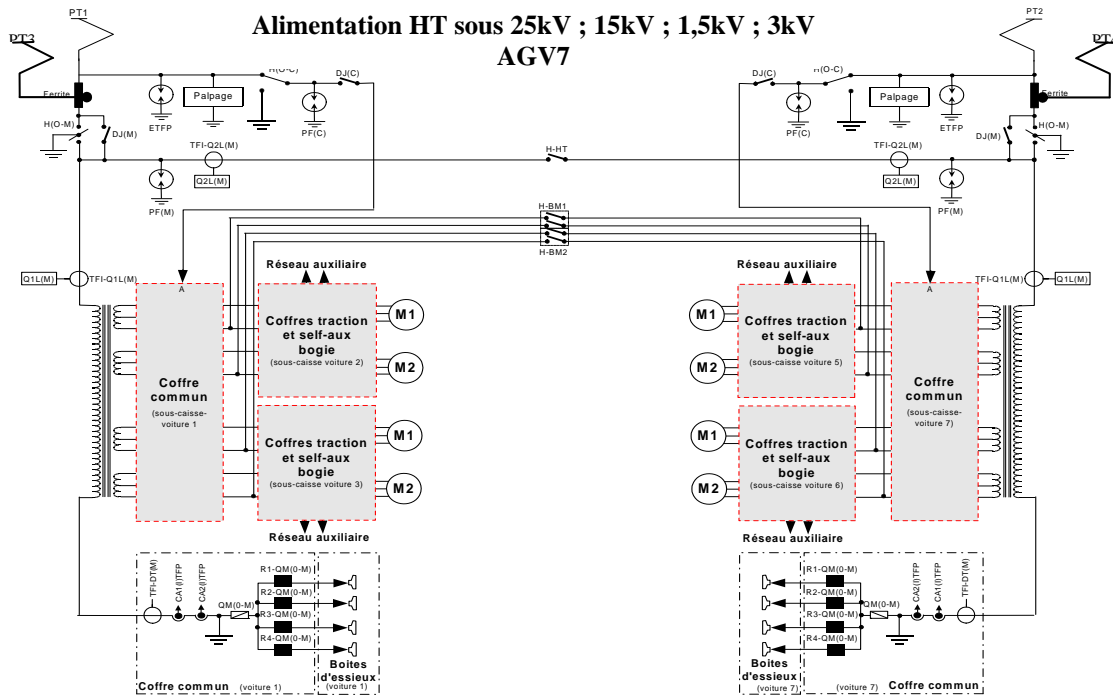 Alimentation HT sous 25kV ; 15kV ; 1,5kV ; 3kV
AGV7
PT1
PT2
PT3
Ferrite
H(O-C)
DJ(C)
Palpage
ETFP
PF(C)
H(O-M)
DJ(M)
TFI-Q2L(M)
Q2L(M)
PF(M)
H-HT
DJ(C)
H(O-C)
Palpage
Ferrite
PF(C)
ETFP
H(O-M)
DJ(M)
TFI-Q2L(M)
Q2L(M)
PF(M)
H-BM1
H-BM2
Q1L(M)
TFI-Q1L(M)
A
Réseau auxiliaire
Coffres traction
et self-aux
bogie
(sous-caisse voiture 2)
M1
M2
Coffre
commun
(sous-caisse-
voiture 1
Coffres traction
et self-aux
bogie
(sous-caisse voiture 3)
M1
M2
Réseau auxiliaire
Réseau auxiliaire
TFI-Q1L(M)
Q1L(M)
A
M1
M2
Coffres traction
et self-aux
bogie
(sous-caisse voiture 5)
Coffre
commun
(sous-caisse-
voiture 7)
M1
M2
Coffres traction
et self-aux
bogie
(sous-caisse voiture 6)
Réseau auxiliaire
TFI-DT(M)
CA1(I)TFP
CA2(I)TFP
QM(0-M)
R1-QM(0-M)
R2-QM(0-M)
R3-QM(0-M)
R4-QM(0-M)
Boites
d'essieux
(voiture 1)
Coffre commun (voiture 1)
R1-QM(0-M)
R2-QM(0-M)
R3-QM(0-M)
R4-QM(0-M)
QM(0-M)
CA2(I)TFP
CA1(I)TFP
TFI-DT(M)
Boites
d'essieux
(voiture 7)
(voiture 7) Coffre commun